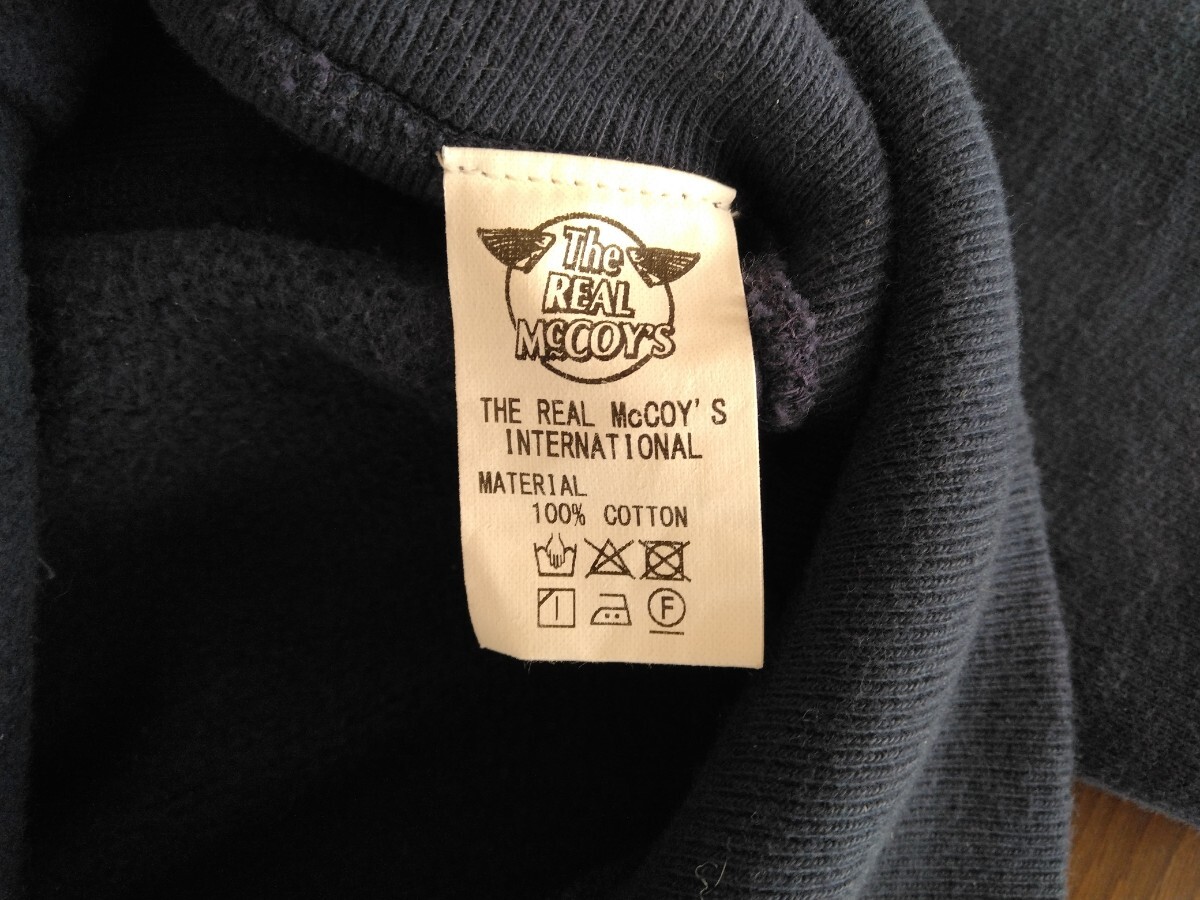 The
REAL
McCOY'S
THE REAL McCOY'S
INTERNATIONAL
MATERIAL
100% COTTON
F